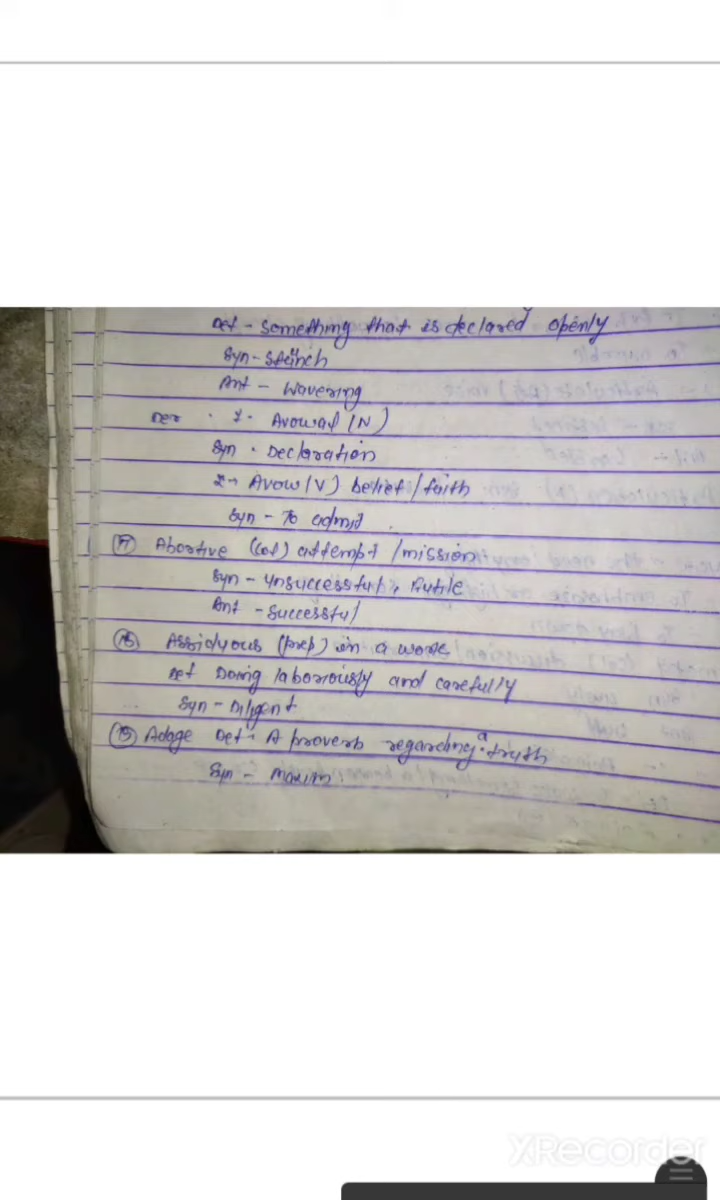 Def - Something that is declared openly
Syn - Stanch
Ant - Wavering
Der . 1. Avowal (N)
Syn . Declaration
2 → Avow (V) belief / faith
Syn - To admit
17 Abortive (Col) attempt / mission
Syn - Unsuccessful, Futile
Ant - Successful
18 Assiduous (prep) in a work
Def Doing laboriously and carefully
Syn - Diligent
19 Adage Def : A proverb regarding a truth
Syn - Maxim
XRecorder